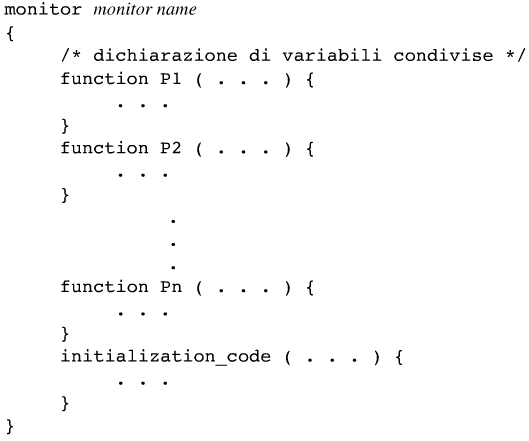 monitor monitor name
{
/* dichiarazione di variabili condivise */
function P1 ( . . . ) {
. . .
}
function P2 ( . . . ) {
. . .
}
.
.
.
function Pn ( . . . ) {
. . .
}
initialization_code ( . . . ) {
. . .
}
}